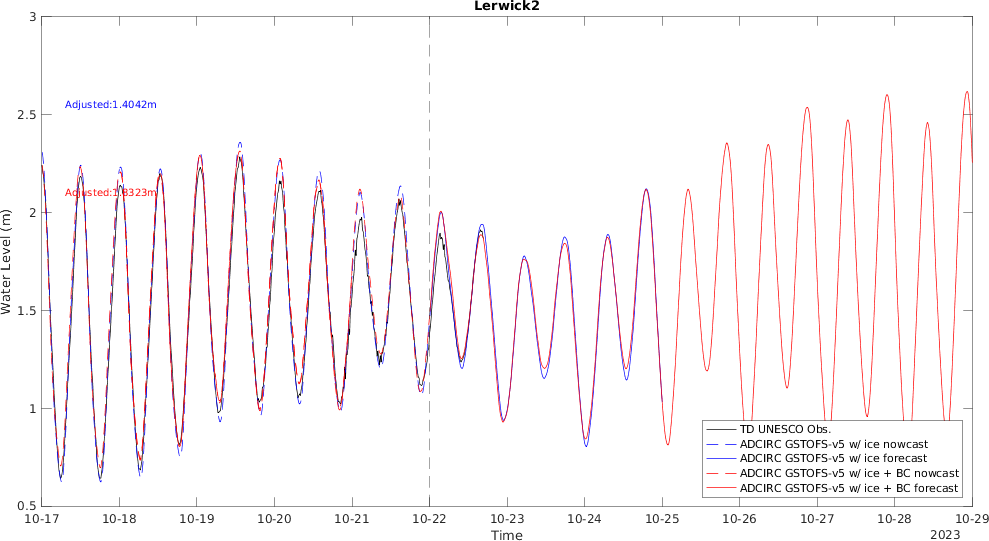 Lerwick2
Water Level (m)
3
2.5
2
1.5
1
0.5
Adjusted:1.4042m
Adjusted:1.8323m
TD UNESCO Obs.
ADCIRC GSTOFS-v5 w/ ice nowcast
ADCIRC GSTOFS-v5 w/ ice forecast
ADCIRC GSTOFS-v5 w/ ice + BC nowcast
ADCIRC GSTOFS-v5 w/ ice + BC forecast
10-17 10-18 10-19 10-20 10-21 10-22 10-23 10-24 10-25 10-26 10-27 10-28 10-29
Time
2023